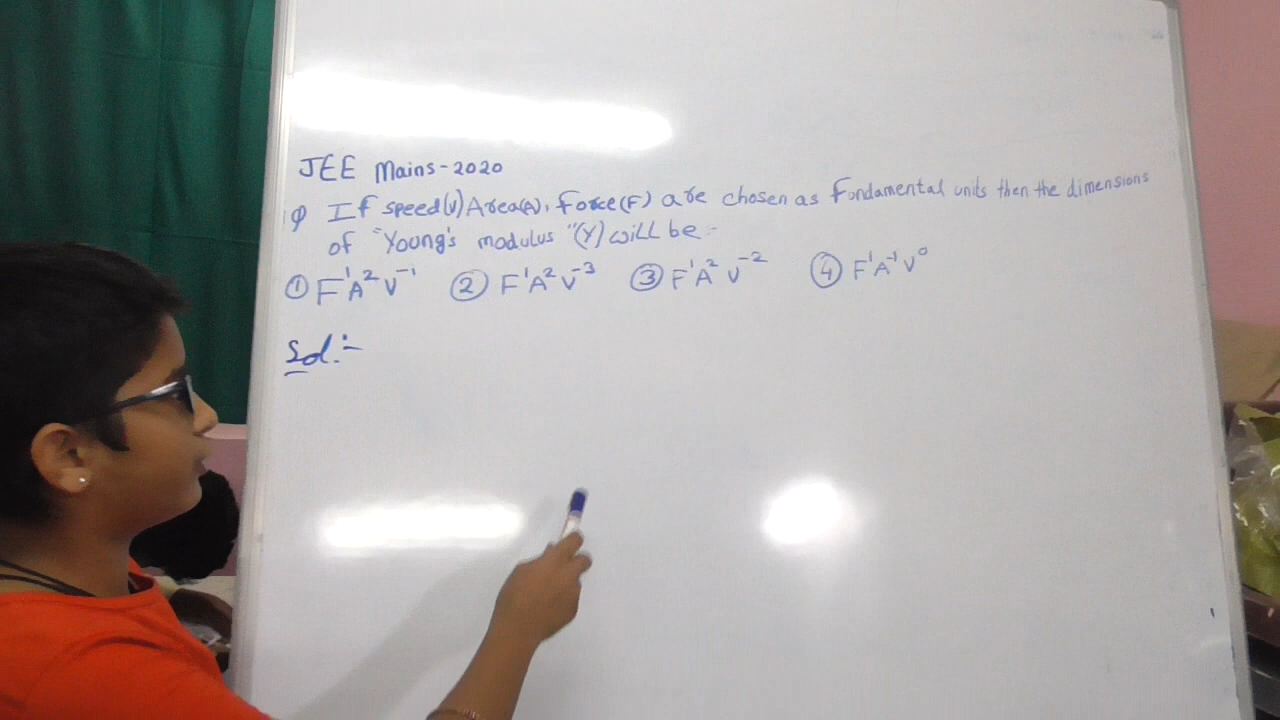 JEE Mains-2020
Q If speed(V) Area(A), Force(F) are chosen as Fundamental units then the dimensions
of "Young's modulus "(Y) will be :-
① F¹A²V⁻¹ ② F¹A²V⁻³ ③ F¹A²V⁻² ④ F¹A⁻¹V⁰
Sol:-